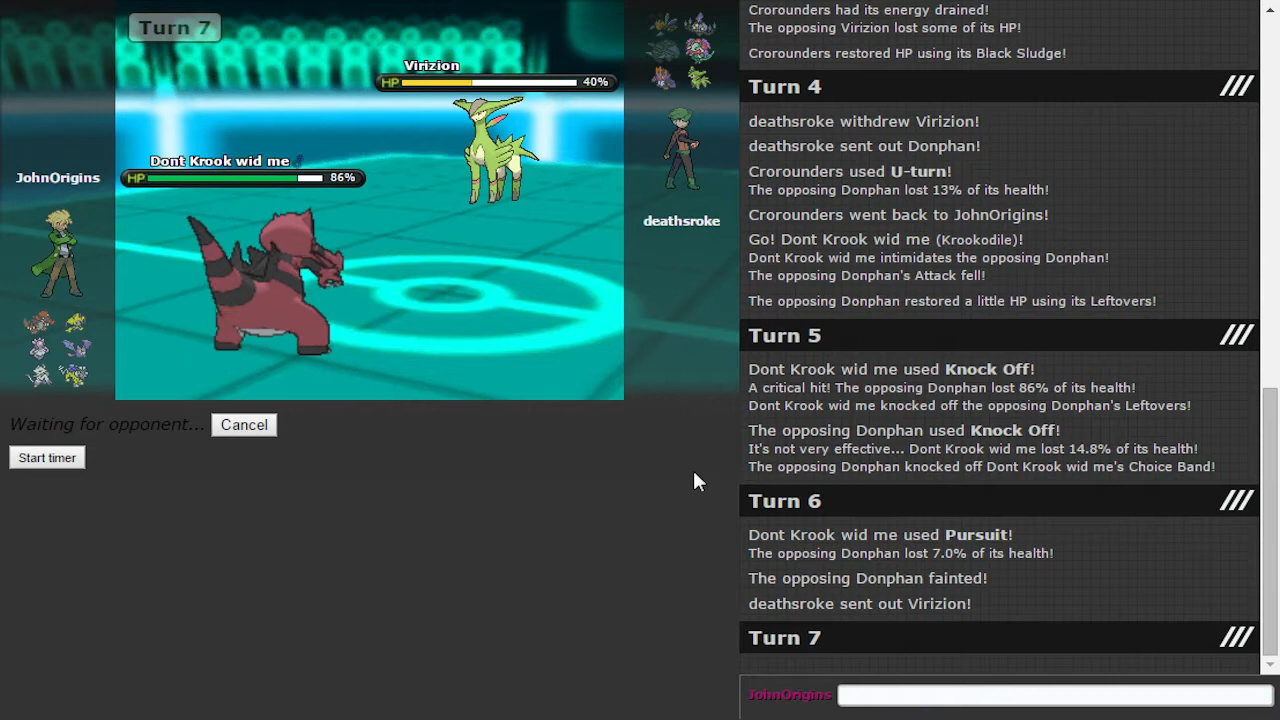 Turn 7
Virizion
HP 40%
Dont Krook wid me
HP 86%
JohnOrigins
deathsroke
Waiting for opponent... Cancel
Start timer
Crorounders had its energy drained!
The opposing Virizion lost some of its HP!
Crorounders restored HP using its Black Sludge!
Turn 4
deathsroke withdrew Virizion!
deathsroke sent out Donphan!
Crorounders used U-turn!
The opposing Donphan lost 13% of its health!
Crorounders went back to JohnOrigins!
Go! Dont Krook wid me (Krookodile)!
Dont Krook wid me intimidates the opposing Donphan!
The opposing Donphan's Attack fell!
The opposing Donphan restored a little HP using its Leftovers!
Turn 5
Dont Krook wid me used Knock Off!
A critical hit! The opposing Donphan lost 86% of its health!
Dont Krook wid me knocked off the opposing Donphan's Leftovers!
The opposing Donphan used Knock Off!
It's not very effective... Dont Krook wid me lost 14.8% of its health!
The opposing Donphan knocked off Dont Krook wid me's Choice Band!
Turn 6
Dont Krook wid me used Pursuit!
The opposing Donphan lost 7.0% of its health!
The opposing Donphan fainted!
deathsroke sent out Virizion!
Turn 7
JohnOrigins